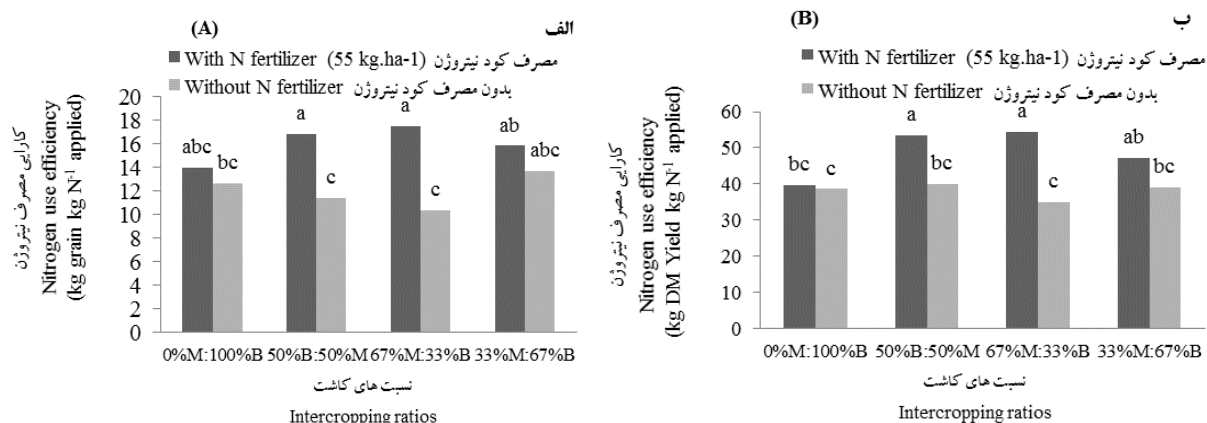 (A) الف
With N fertilizer (55 kg.ha-1) مصرف کود نیتروژن
Without N fertilizer بدون مصرف کود نیتروژن
کارایی مصرف نیتروژن
Nitrogen use efficiency
(kg grain kg N-1 applied)
20
18
16
14
12
10
8
6
4
2
0
abc
bc
a
c
a
c
ab
abc
0%M:100%B 50%B:50%M 67%M:33%B 33%M:67%B
نسبت های کاشت
Intercropping ratios
(B) ب
With N fertilizer (55 kg.ha-1) مصرف کود نیتروژن
Without N fertilizer بدون مصرف کود نیتروژن
کارایی مصرف نیتروژن
Nitrogen use efficiency
(kg DM Yield kg N-1 applied)
60
50
40
30
20
10
0
bc
c
a
bc
a
c
ab
bc
0%M:100%B 50%B:50%M 67%M:33%B 33%M:67%B
نسبت های کاشت
Intercropping ratios